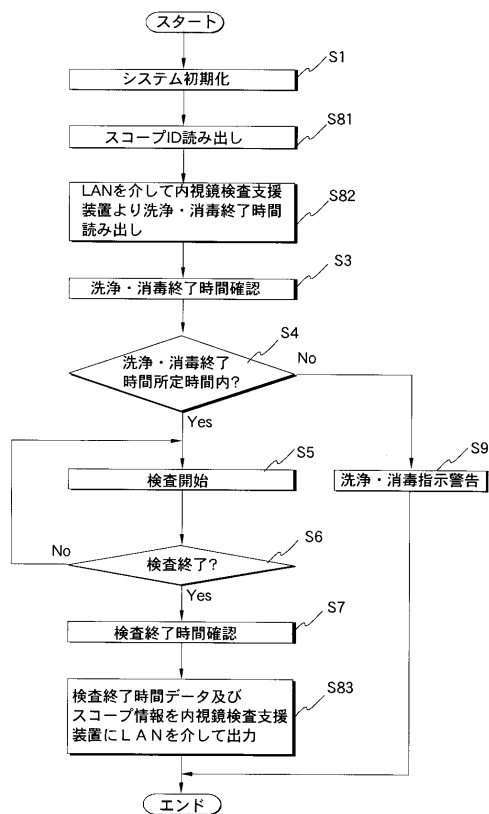 スタート
S1
システム初期化
S81
スコープID読み出し
S82
LANを介して内視鏡検査支援
装置より洗浄・消毒終了時間
読み出し
S3
洗浄・消毒終了時間確認
S4
洗浄・消毒終了
時間所定時間内?
No
Yes
S5
検査開始
S9
洗浄・消毒指示警告
S6
検査終了?
No
Yes
S7
検査終了時間確認
S83
検査終了時間データ及び
スコープ情報を内視鏡検査支援
装置にLANを介して出力
エンド